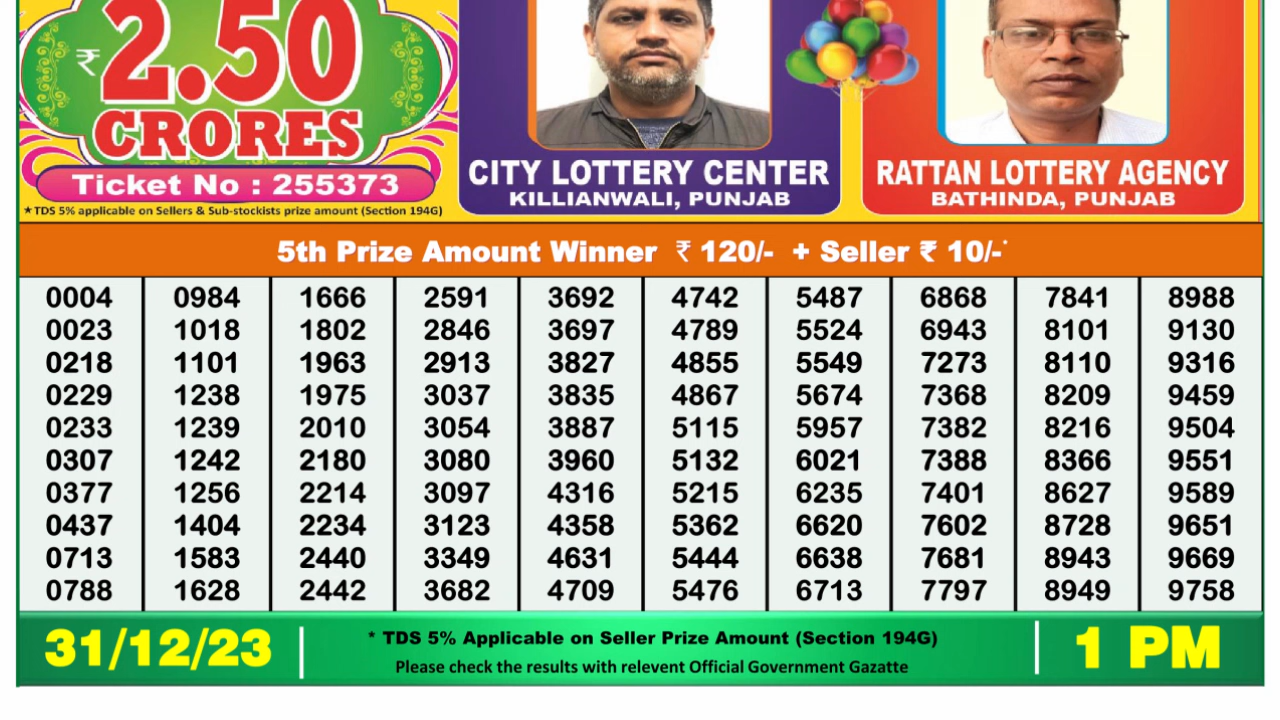 ₹2.50
CRORES
Ticket No : 255373
★TDS 5% applicable on Sellers & Sub-stockists prize amount (Section 194G)
CITY LOTTERY CENTER
KILLIANWALI, PUNJAB
RATTAN LOTTERY AGENCY
BATHINDA, PUNJAB
5th Prize Amount Winner ₹ 120/- + Seller ₹ 10/-*
0004 0984 1666 2591 3692 4742 5487 6868 7841 8988
0023 1018 1802 2846 3697 4789 5524 6943 8101 9130
0218 1101 1963 2913 3827 4855 5549 7273 8110 9316
0229 1238 1975 3037 3835 4867 5674 7368 8209 9459
0233 1239 2010 3054 3887 5115 5957 7382 8216 9504
0307 1242 2180 3080 3960 5132 6021 7388 8366 9551
0377 1256 2214 3097 4316 5215 6235 7401 8627 9589
0437 1404 2234 3123 4358 5362 6620 7602 8728 9651
0713 1583 2440 3349 4631 5444 6638 7681 8943 9669
0788 1628 2442 3682 4709 5476 6713 7797 8949 9758
31/12/23
* TDS 5% Applicable on Seller Prize Amount (Section 194G)
Please check the results with relevent Official Government Gazatte
1 PM